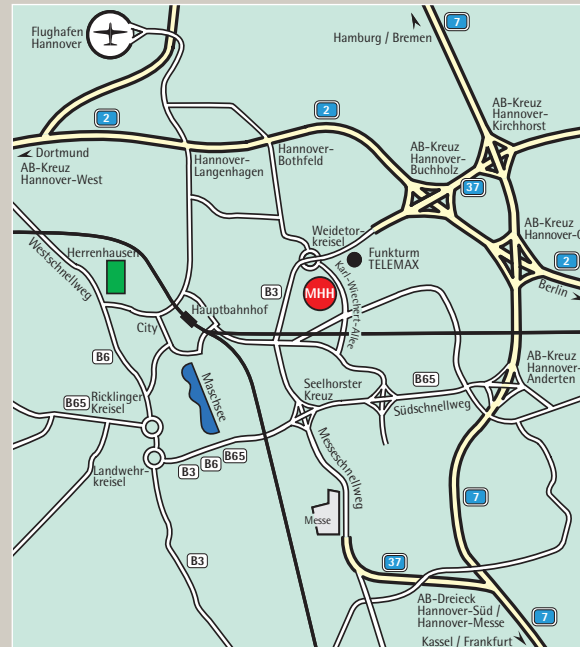 Flughafen
Hannover
7
Hamburg / Bremen
2
2
AB-Kreuz
Hannover-
Kirchhorst
Dortmund
AB-Kreuz
Hannover-West
Hannover-
Langenhagen
Hannover-
Bothfeld
AB-Kreuz
Hannover-
Buchholz
37
Weidetor-
kreisel
AB-Kreuz
Hannover-O
Westschnellweg
Herrenhausen
Funkturm
TELEMAX
2
Berlin
B3
MHH
Karl-Wiechert-Allee
Hauptbahnhof
City
B6
AB-Kreuz
Hannover-
Anderten
Maschsee
Seelhorster
Kreuz
B65
B65
Ricklinger
Kreisel
Südschnellweg
Landwehr-
kreisel
B3
B6
B65
Messeschnellweg
7
Messe
B3
37
AB-Dreieck
Hannover-Süd /
Hannover-Messe
7
Kassel / Frankfurt